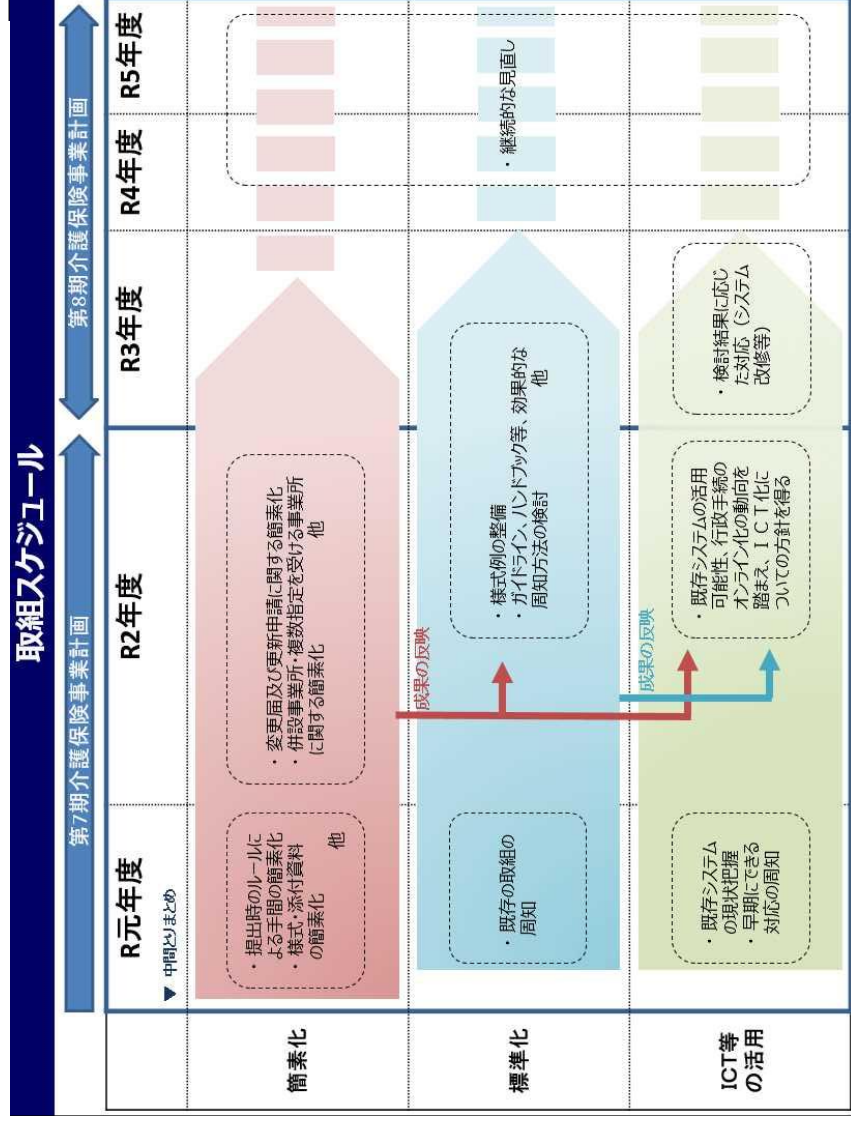 取組スケジュール
第7期介護保険事業計画
第8期介護保険事業計画
R元年度
R2年度
R3年度
R4年度
R5年度
▼ 中間とりまとめ
簡素化
・提出時のルールに
よる手間の簡素化
・様式・添付資料
の簡素化
他
・変更届及び更新申請に関する簡素化
・併設事業所・複数指定を受ける事業所
に関する簡素化
他
成果の反映
標準化
・既存の取組の
周知
・様式例の整備
・ガイドライン、ハンドブック等、効果的な
周知方法の検討
他
・継続的な見直し
成果の反映
ICT等
の活用
・既存システム
の現状把握
・早期にできる
対応の周知
・既存システムの活用
可能性、行政手続の
オンライン化の動向を
踏まえ、ICT化に
ついての方針を得る
・検討結果に応じ
た対応（システム
改修等）